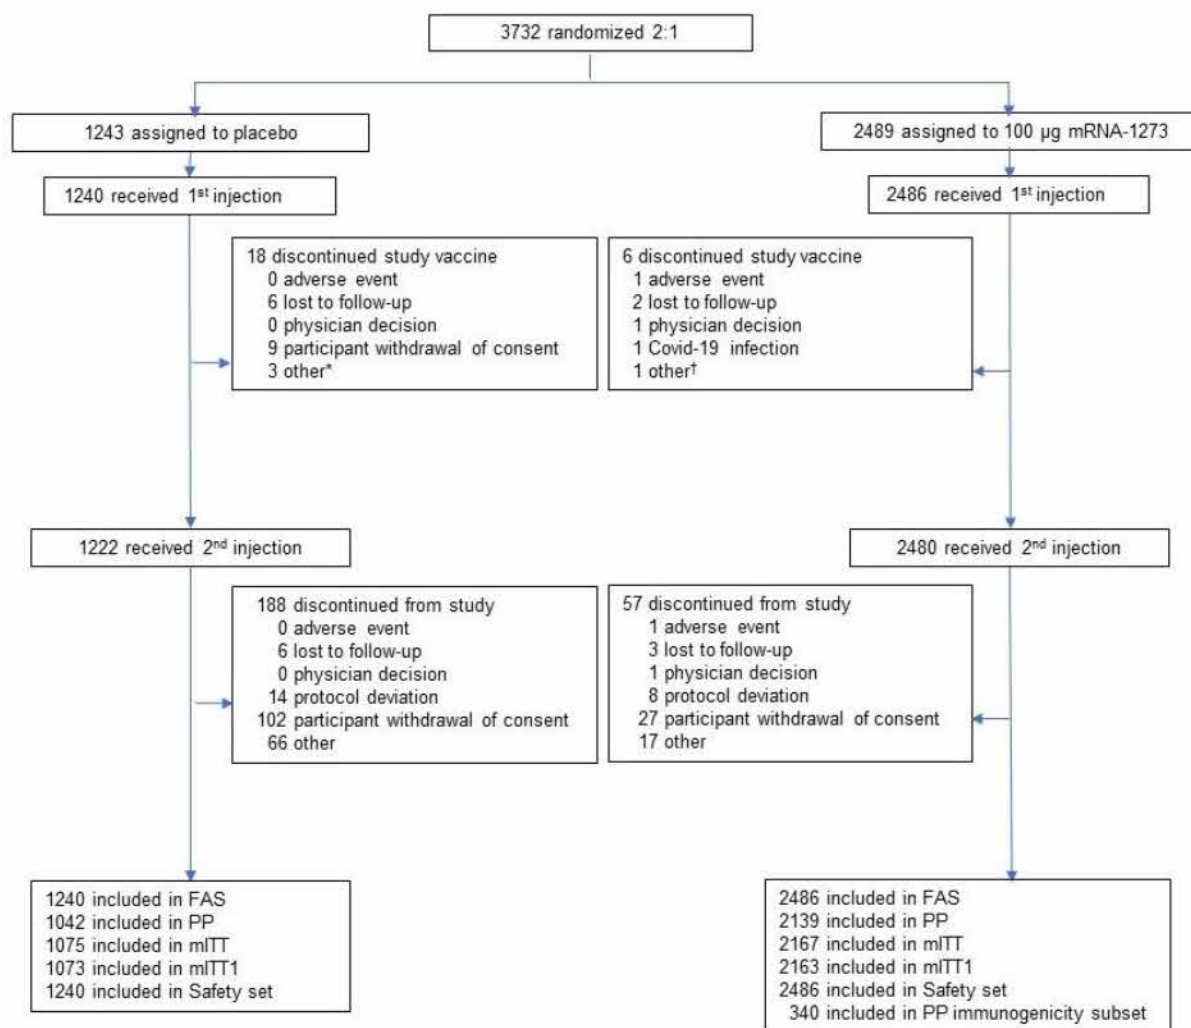 3732 randomized 2:1
1243 assigned to placebo
2489 assigned to 100 µg mRNA-1273
1240 received 1st injection
2486 received 1st injection
18 discontinued study vaccine
0 adverse event
6 lost to follow-up
0 physician decision
9 participant withdrawal of consent
3 other*
6 discontinued study vaccine
1 adverse event
2 lost to follow-up
1 physician decision
1 Covid-19 infection
1 other†
1222 received 2nd injection
2480 received 2nd injection
188 discontinued from study
0 adverse event
6 lost to follow-up
0 physician decision
14 protocol deviation
102 participant withdrawal of consent
66 other
57 discontinued from study
1 adverse event
3 lost to follow-up
1 physician decision
8 protocol deviation
27 participant withdrawal of consent
17 other
1240 included in FAS
1042 included in PP
1075 included in mITT
1073 included in mITT1
1240 included in Safety set
2486 included in FAS
2139 included in PP
2167 included in mITT
2163 included in mITT1
2486 included in Safety set
340 included in PP immunogenicity subset